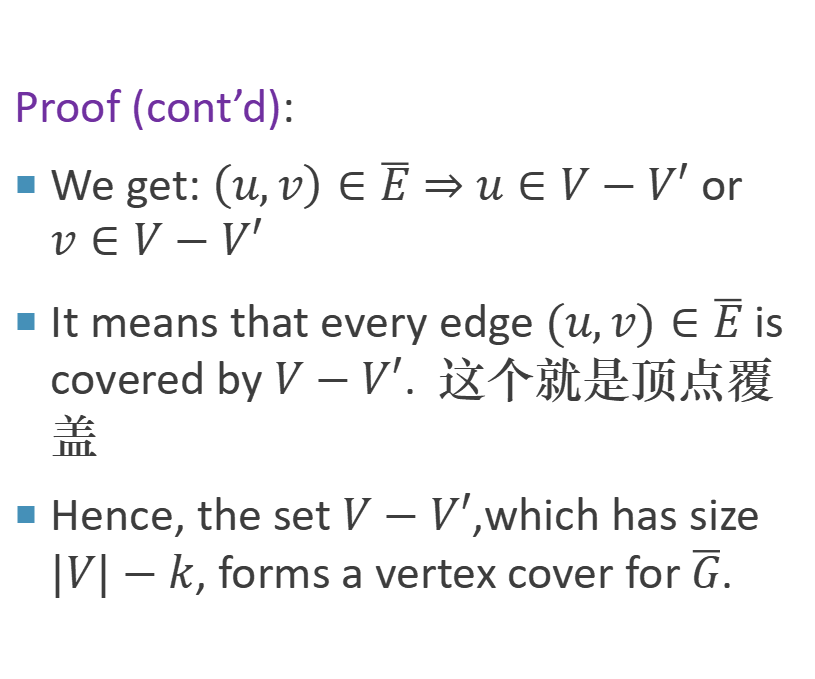 Proof (cont’d):
▪ We get: (𝑢, 𝑣) ∈ E̅ ⇒ 𝑢 ∈ 𝑉 − 𝑉′ or
𝑣 ∈ 𝑉 − 𝑉′
▪ It means that every edge (𝑢, 𝑣) ∈ E̅ is
covered by 𝑉 − 𝑉′. 这个就是顶点覆
盖
▪ Hence, the set 𝑉 − 𝑉′,which has size
|𝑉| − 𝑘, forms a vertex cover for G̅.